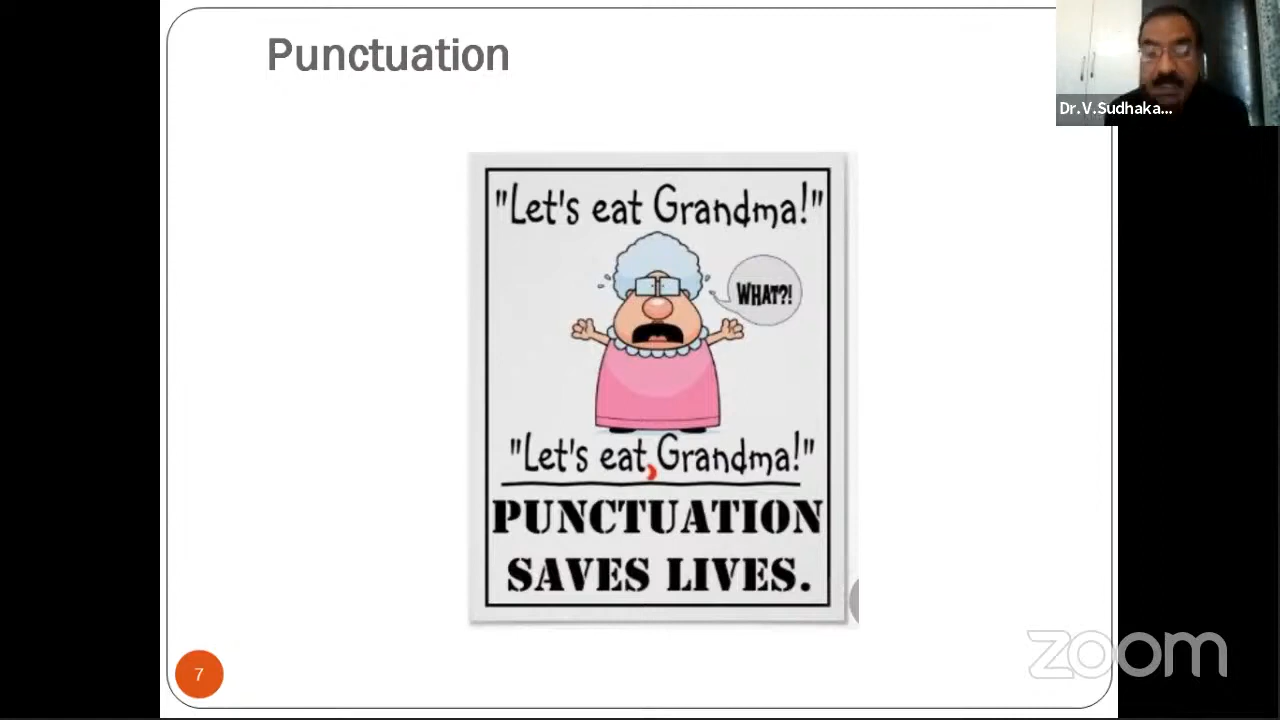 Punctuation
Dr.V.Sudhaka...
"Let's eat Grandma!"
WHAT?!
"Let's eat, Grandma!"
PUNCTUATION
SAVES LIVES.
7
zoom